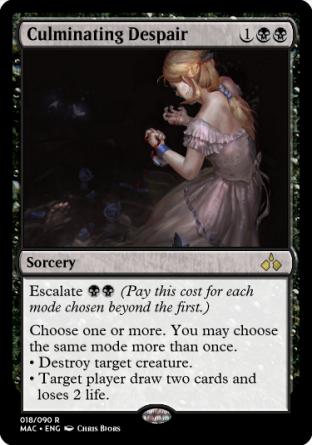 Culminating Despair 1
Sorcery
Escalate (Pay this cost for each
mode chosen beyond the first.)
Choose one or more. You may choose
the same mode more than once.
• Destroy target creature.
• Target player draw two cards and
loses 2 life.
018/090 R
MAC • ENG Chris Bjors